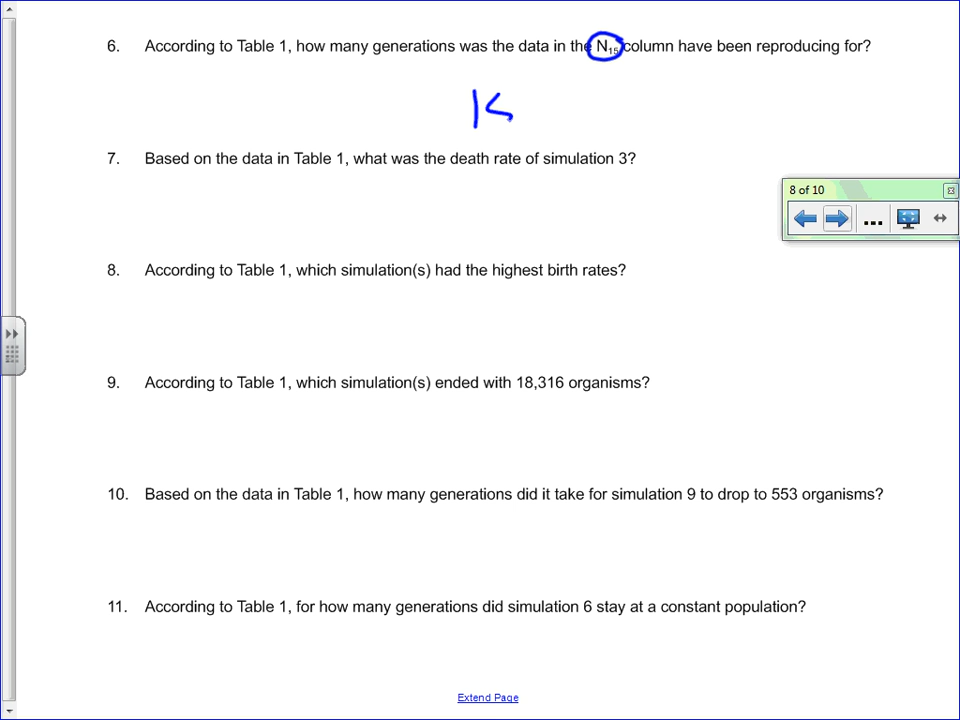 6. According to Table 1, how many generations was the data in the N₁₅ column have been reproducing for?
15
7. Based on the data in Table 1, what was the death rate of simulation 3?
8 of 10
...
8. According to Table 1, which simulation(s) had the highest birth rates?
9. According to Table 1, which simulation(s) ended with 18,316 organisms?
10. Based on the data in Table 1, how many generations did it take for simulation 9 to drop to 553 organisms?
11. According to Table 1, for how many generations did simulation 6 stay at a constant population?
Extend Page